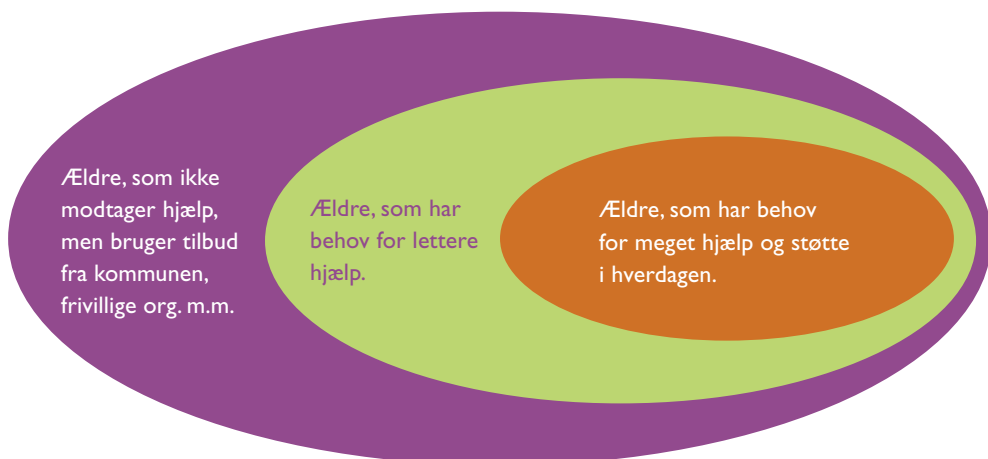 Ældre, som ikke
modtager hjælp,
men bruger tilbud
fra kommunen,
frivillige org. m.m.
Ældre, som har
behov for lettere
hjælp.
Ældre, som har behov
for meget hjælp og støtte
i hverdagen.